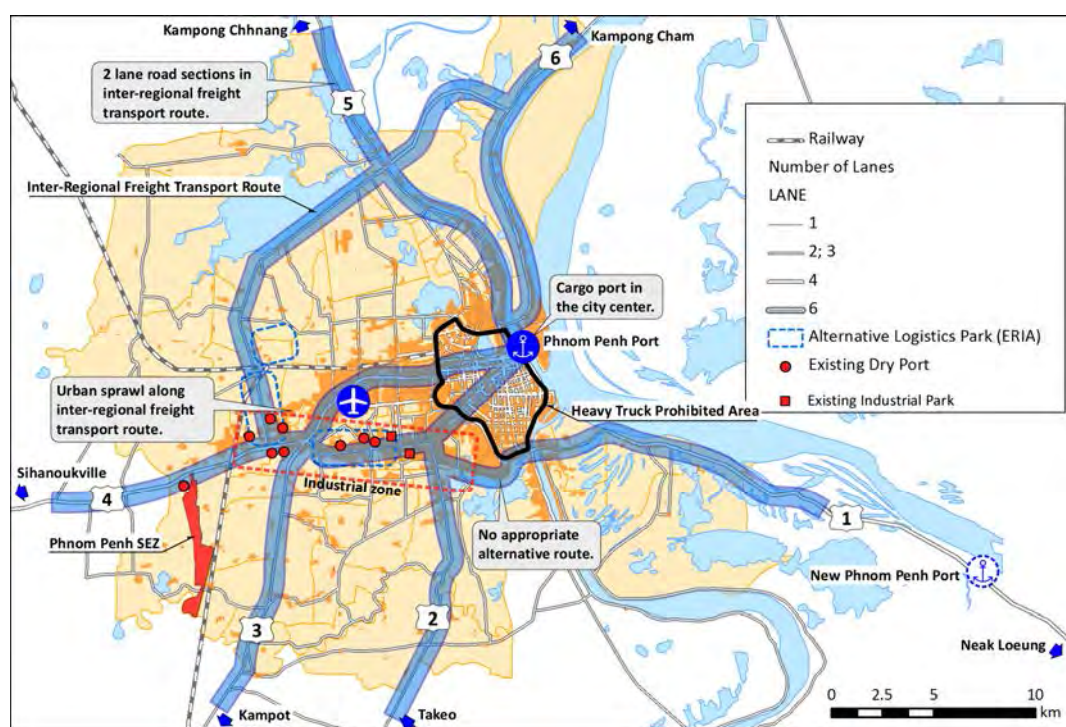 Kampong Chhnang
Kampong Cham
6
2 lane road sections in
inter-regional freight
transport route.
5
Inter-Regional Freight Transport Route
Railway
Number of Lanes
LANE
1
2; 3
4
6
Alternative Logistics Park (ERIA)
Existing Dry Port
Existing Industrial Park
Cargo port in
the city center.
Phnom Penh Port
Urban sprawl along
inter-regional freight
transport route.
Heavy Truck Prohibited Area
Sihanoukville
4
Industrial zone
Phnom Penh SEZ
No appropriate
alternative route.
1
New Phnom Penh Port
2
3
Neak Loeung
Kampot
Takeo
0 2.5 5 10
km